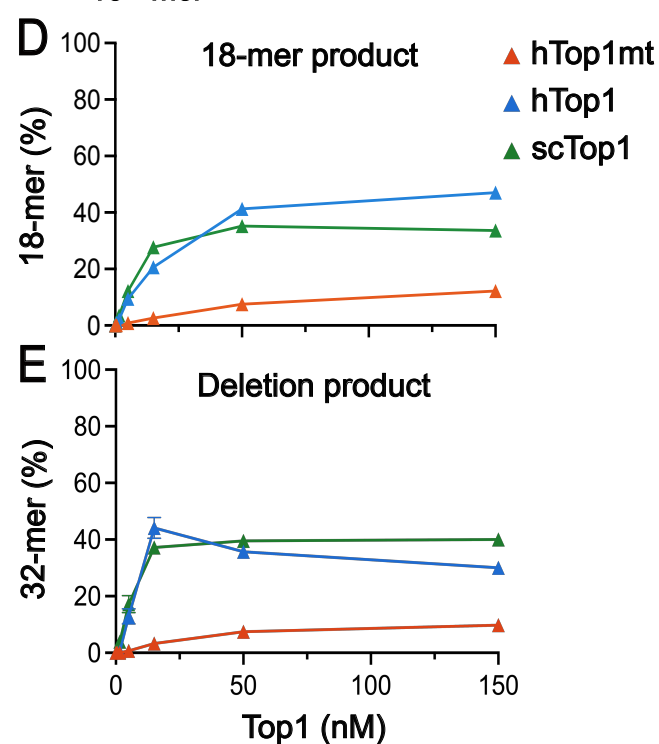 D
18-mer product
hTop1mt
hTop1
scTop1
18-mer (%)
100
80
60
40
20
0
E
Deletion product
32-mer (%)
100
80
60
40
20
0
0 50 100 150
Top1 (nM)